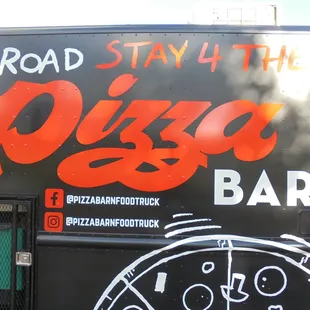 ROAD STAY 4 THE
Pizza
BAR
@PIZZABARNFOODTRUCK
@PIZZABARNFOODTRUCK